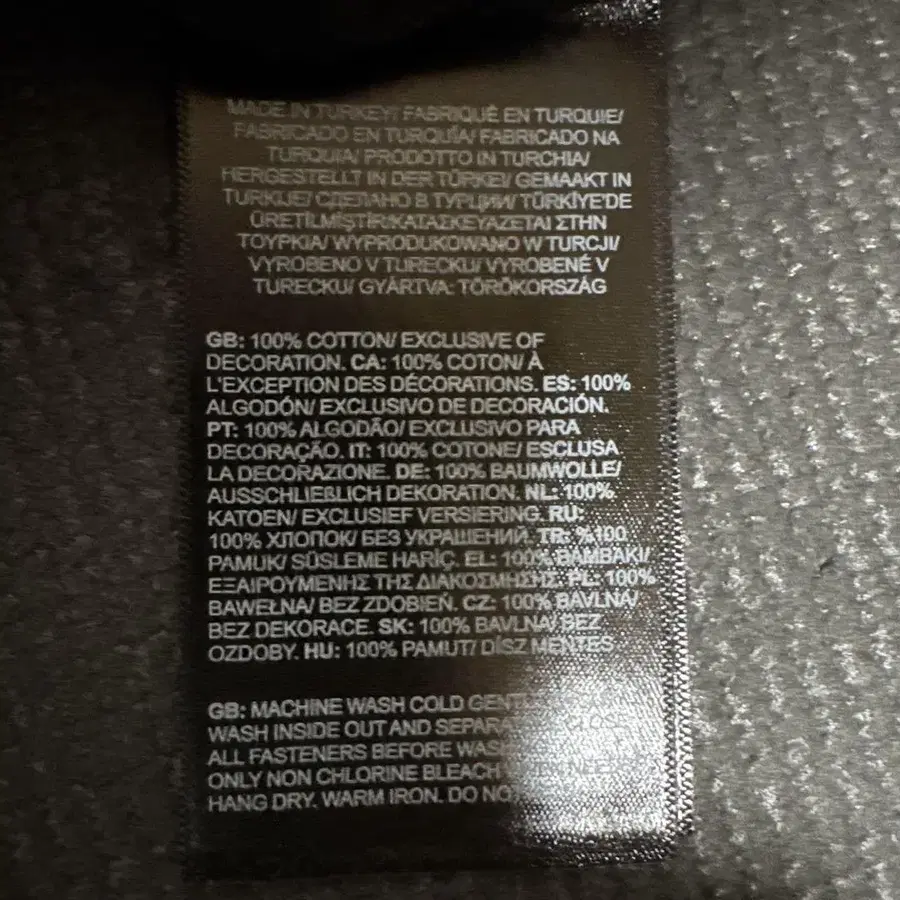 MADE IN TURKEY/ FABRIQUÉ EN TURQUIE/
FABRICADO EN TURQUÍA/ FABRICADO NA
TURQUIA/ PRODOTTO IN TURCHIA/
HERGESTELLT IN DER TÜRKEI/ GEMAAKT IN
TURKIJE/ СДЕЛАНО В ТУРЦИИ/ TÜRKİYE'DE
ÜRETİLMİŞTİR/ΚΑΤΑΣΚΕΥΑΖΕΤΑΙ ΣΤΗΝ
ΤΟΥΡΚΙΑ/ WYPRODUKOWANO W TURCJI/
VYROBENO V TURECKU/ VYROBENÉ V
TURECKU/ GYÁRTVA: TÖRÖKORSZÁG
GB: 100% COTTON/ EXCLUSIVE OF
DECORATION. CA: 100% COTON/ À
L'EXCEPTION DES DÉCORATIONS. ES: 100%
ALGODÓN/ EXCLUSIVO DE DECORACIÓN.
PT: 100% ALGODÃO/ EXCLUSIVO PARA
DECORAÇÃO. IT: 100% COTONE/ ESCLUSA
LA DECORAZIONE. DE: 100% BAUMWOLLE/
AUSSCHLIEßLICH DEKORATION. NL: 100%
KATOEN/ EXCLUSIEF VERSIERING. RU:
100% ХЛОПОК/ БЕЗ УКРАШЕНИЙ. TR: %100
PAMUK/ SÜSLEME HARİÇ. EL: 100% ΒΑΜΒΑΚΙ/
ΕΞΑΙΡΟΥΜΕΝΗΣ ΤΗΣ ΔΙΑΚΟΣΜΗΣΗΣ. PL: 100%
BAWEŁNA/ BEZ ZDOBIEŃ. CZ: 100% BAVLNA/
BEZ DEKORACE. SK: 100% BAVLNA/ BEZ
OZDOBY. HU: 100% PAMUT/ DÍSZ MENTES
GB: MACHINE WASH COLD
WASH INSIDE OUT AND CLOSE
ALL FASTENERS BEFORE
ONLY NON CHLORINE BLEACH
HANG DRY. WARM IRON. DO